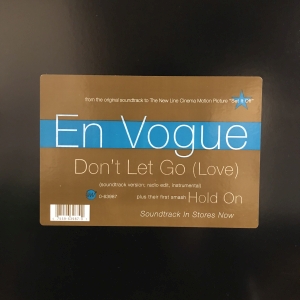 from the original soundtrack to The New Line Cinema Motion Picture "Set It Off"
En Vogue
Don't Let Go (Love)
(soundtrack version, radio edit, instrumental)
plus their first smash Hold On
Soundtrack In Stores Now